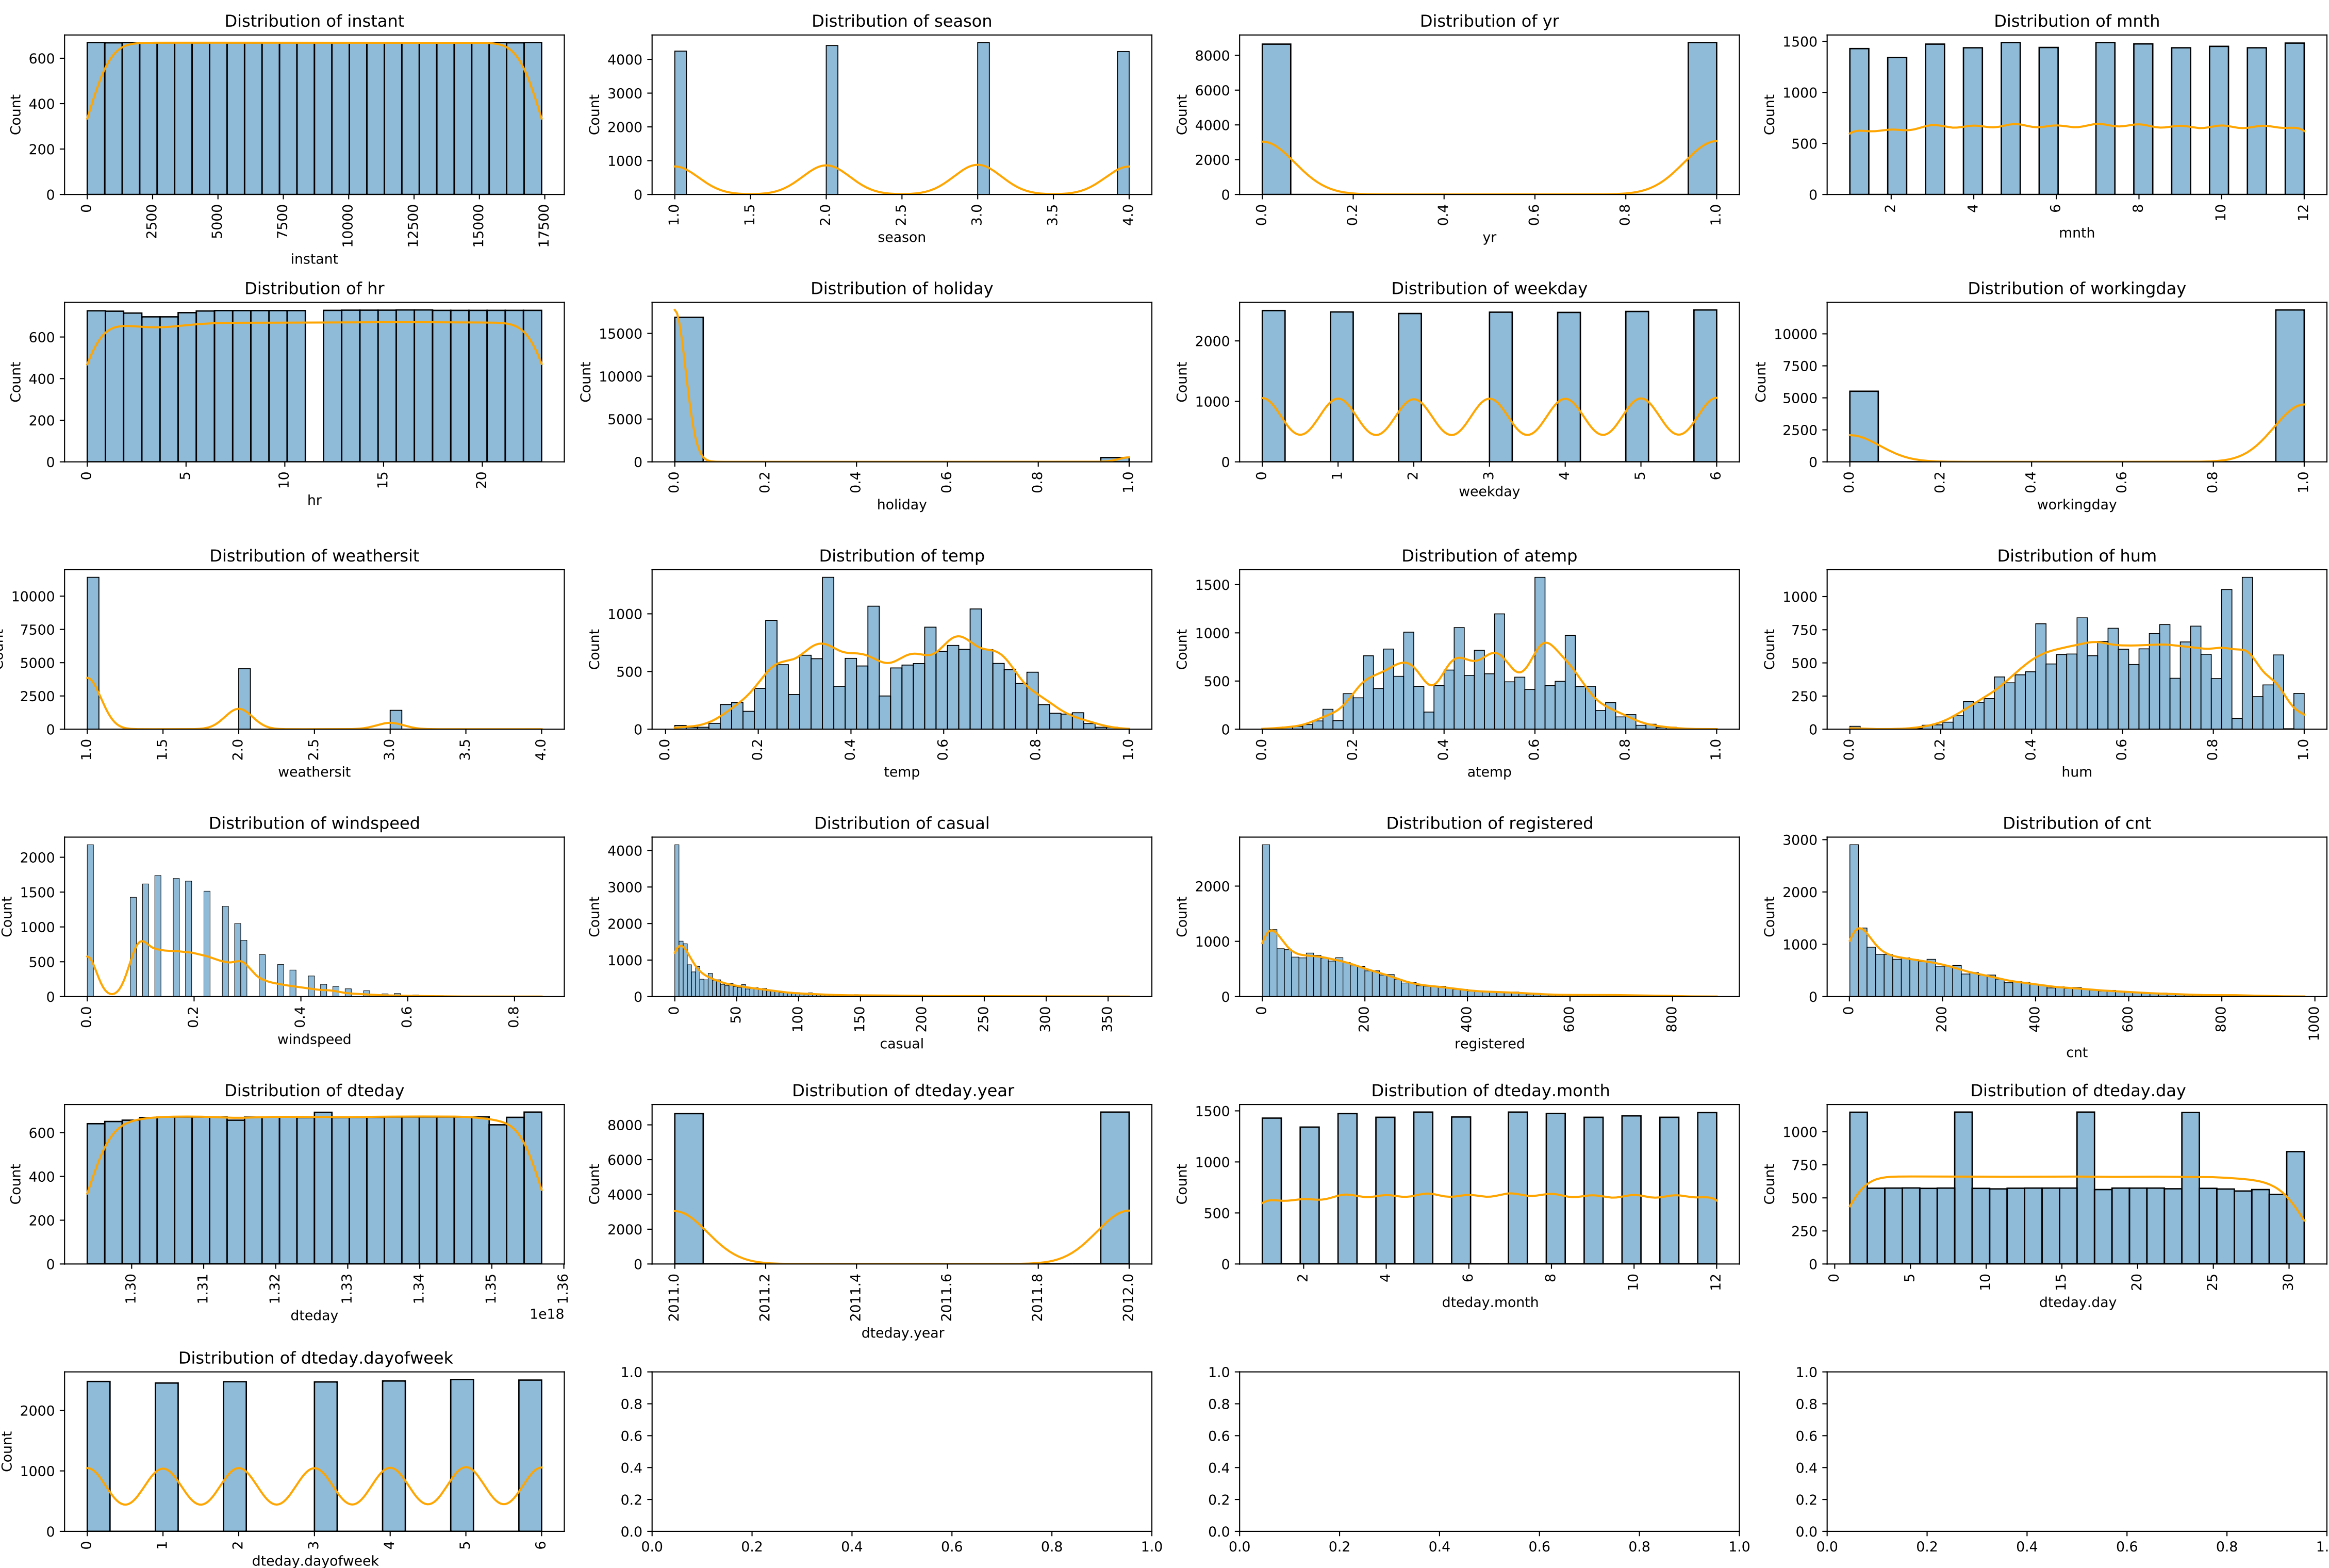 Distribution of instant
600
400
200
0
Count
0 2500 5000 7500 10000 12500 15000 17500
instant
Distribution of season
4000
3000
2000
1000
0
Count
1.0 1.5 2.0 2.5 3.0 3.5 4.0
season
Distribution of yr
8000
6000
4000
2000
0
Count
0.0 0.2 0.4 0.6 0.8 1.0
yr
Distribution of mnth
1500
1000
500
0
Count
2 4 6 8 10 12
mnth
Distribution of hr
600
400
200
0
Count
0 5 10 15 20
hr
Distribution of holiday
15000
10000
5000
0
Count
0.0 0.2 0.4 0.6 0.8 1.0
holiday
Distribution of weekday
2000
1000
0
Count
0 1 2 3 4 5 6
weekday
Distribution of workingday
10000
7500
5000
2500
0
Count
0.0 0.2 0.4 0.6 0.8 1.0
workingday
Distribution of weathersit
10000
7500
5000
2500
0
Count
1.0 1.5 2.0 2.5 3.0 3.5 4.0
weathersit
Distribution of temp
1000
500
0
Count
0.0 0.2 0.4 0.6 0.8 1.0
temp
Distribution of atemp
1500
1000
500
0
Count
0.0 0.2 0.4 0.6 0.8 1.0
atemp
Distribution of hum
1000
750
500
250
0
Count
0.0 0.2 0.4 0.6 0.8 1.0
hum
Distribution of windspeed
2000
1500
1000
500
0
Count
0.0 0.2 0.4 0.6 0.8
windspeed
Distribution of casual
4000
3000
2000
1000
0
Count
0 50 100 150 200 250 300 350
casual
Distribution of registered
2000
1000
0
Count
0 200 400 600 800
registered
Distribution of cnt
3000
2000
1000
0
Count
0 200 400 600 800 1000
cnt
Distribution of dteday
600
400
200
0
Count
1.30 1.31 1.32 1.33 1.34 1.35 1.36
dteday
1e18
Distribution of dteday.year
8000
6000
4000
2000
0
Count
2011.0 2011.2 2011.4 2011.6 2011.8 2012.0
dteday.year
Distribution of dteday.month
1500
1000
500
0
Count
2 4 6 8 10 12
dteday.month
Distribution of dteday.day
1000
750
500
250
0
Count
0 5 10 15 20 25 30
dteday.day
Distribution of dteday.dayofweek
2000
1000
0
Count
0 1 2 3 4 5 6
dteday.dayofweek
1.0
0.8
0.6
0.4
0.2
0.0
0.0 0.2 0.4 0.6 0.8 1.0
1.0
0.8
0.6
0.4
0.2
0.0
0.0 0.2 0.4 0.6 0.8 1.0
1.0
0.8
0.6
0.4
0.2
0.0
0.0 0.2 0.4 0.6 0.8 1.